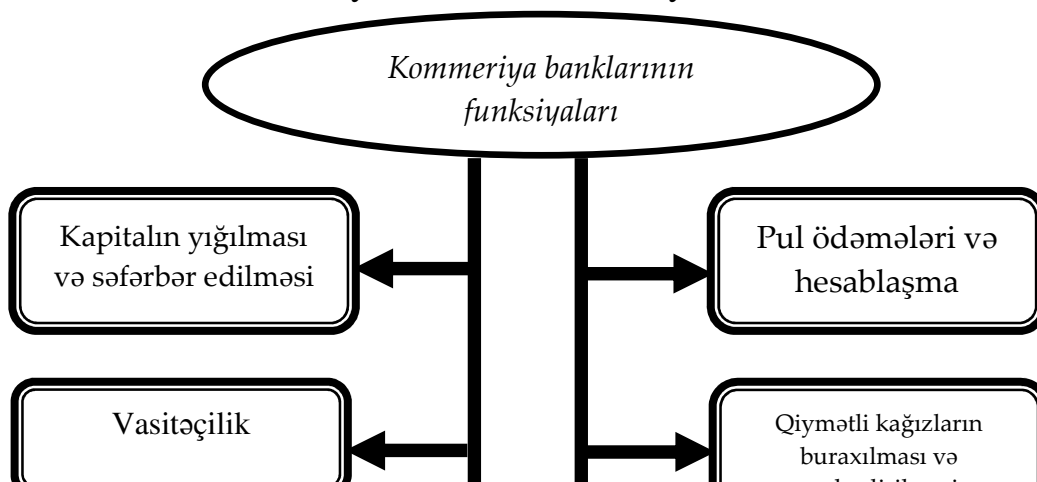 Kommeriya banklarının
funksiyaları
Kapitalın yığılması
və səfərbər edilməsi
Pul ödəmələri və
hesablaşma
Vasitəçilik
Qiymətli kağızların
buraxılması və